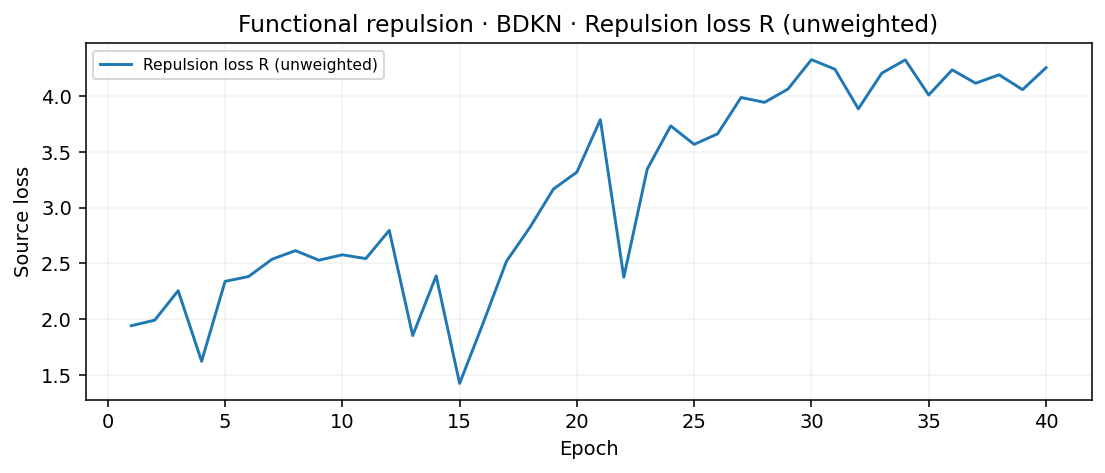 Functional repulsion · BDKN · Repulsion loss R (unweighted)
Repulsion loss R (unweighted)
Source loss
4.0
3.5
3.0
2.5
2.0
1.5
0 5 10 15 20 25 30 35 40
Epoch